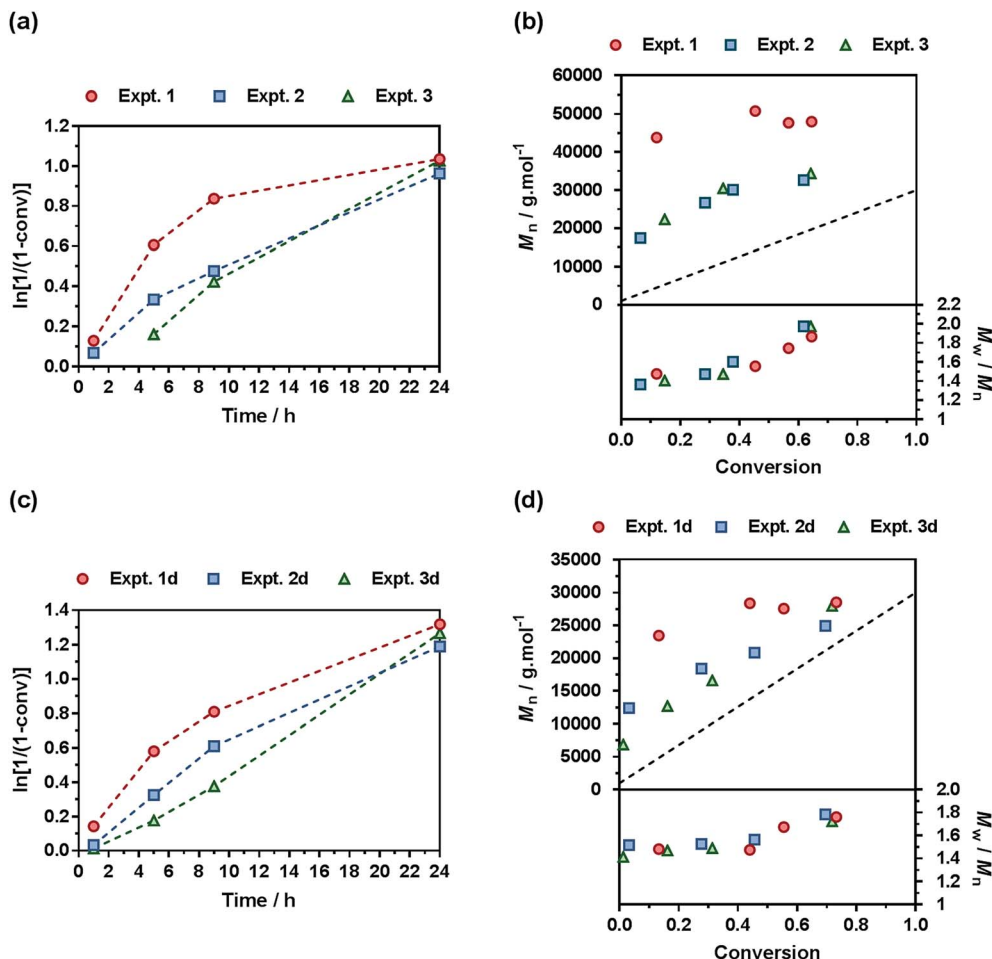 (a)
Expt. 1 Expt. 2 Expt. 3
ln[1/(1-conv)]
1.2
1.0
0.8
0.6
0.4
0.2
0.0
0 2 4 6 8 10 12 14 16 18 20 22 24
Time / h
(b)
Expt. 1 Expt. 2 Expt. 3
Mn / g.mol-1
60000
50000
40000
30000
20000
10000
0
2.2
2.0
1.8
1.6
1.4
1.2
1
Mw / Mn
0.0 0.2 0.4 0.6 0.8 1.0
Conversion
(c)
Expt. 1d Expt. 2d Expt. 3d
ln[1/(1-conv)]
1.4
1.2
1.0
0.8
0.6
0.4
0.2
0.0
0 2 4 6 8 10 12 14 16 18 20 22 24
Time / h
(d)
Expt. 1d Expt. 2d Expt. 3d
Mn / g.mol-1
35000
30000
25000
20000
15000
10000
5000
0
2.0
1.8
1.6
1.4
1.2
1
Mw / Mn
0.0 0.2 0.4 0.6 0.8 1.0
Conversion